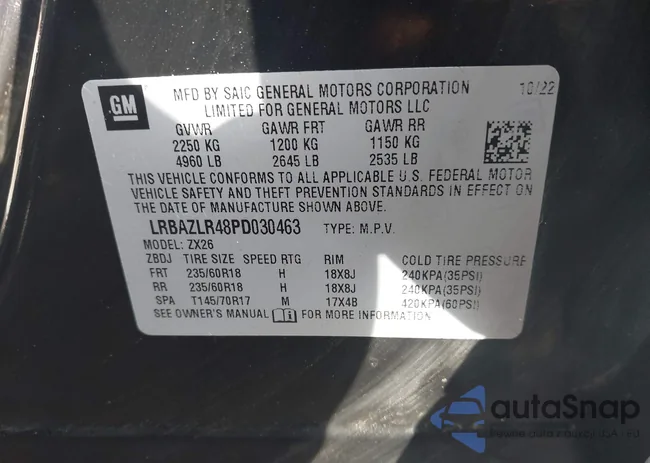 GM
MFD BY SAIC GENERAL MOTORS CORPORATION 10/22
LIMITED FOR GENERAL MOTORS LLC
GVWR GAWR FRT GAWR RR
2250 KG 1200 KG 1150 KG
4960 LB 2645 LB 2535 LB
THIS VEHICLE CONFORMS TO ALL APPLICABLE U.S. FEDERAL MOTOR
VEHICLE SAFETY AND THEFT PREVENTION STANDARDS IN EFFECT ON
THE DATE OF MANUFACTURE SHOWN ABOVE.
LRBAZLR48PD030463 TYPE: M.P.V.
MODEL: ZX26
ZBDJ TIRE SIZE SPEED RTG RIM COLD TIRE PRESSURE
FRT 235/60R18 H 18X8J 240KPA(35PSI)
RR 235/60R18 H 18X8J 240KPA(35PSI)
SPA T145/70R17 M 17X4B 420KPA(60PSI)
SEE OWNER'S MANUAL FOR MORE INFORMATION
autaSnap